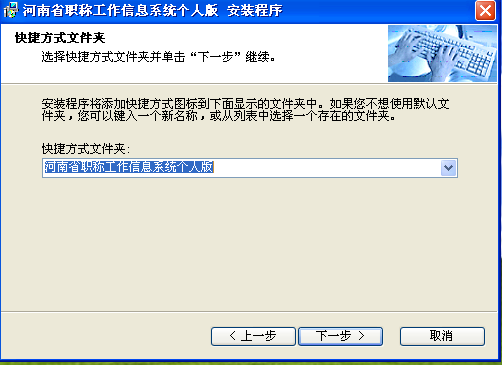 河南省职称工作信息系统个人版 安装程序
快捷方式文件夹
选择快捷方式文件夹并单击“下一步”继续。
安装程序将添加快捷方式图标到下面显示的文件夹中。如果您不想使用默认文
件夹，您可以键入一个新名称，或从列表中选择一个存在的文件夹。
快捷方式文件夹:
河南省职称工作信息系统个人版
< 上一步
下一步 >
取消